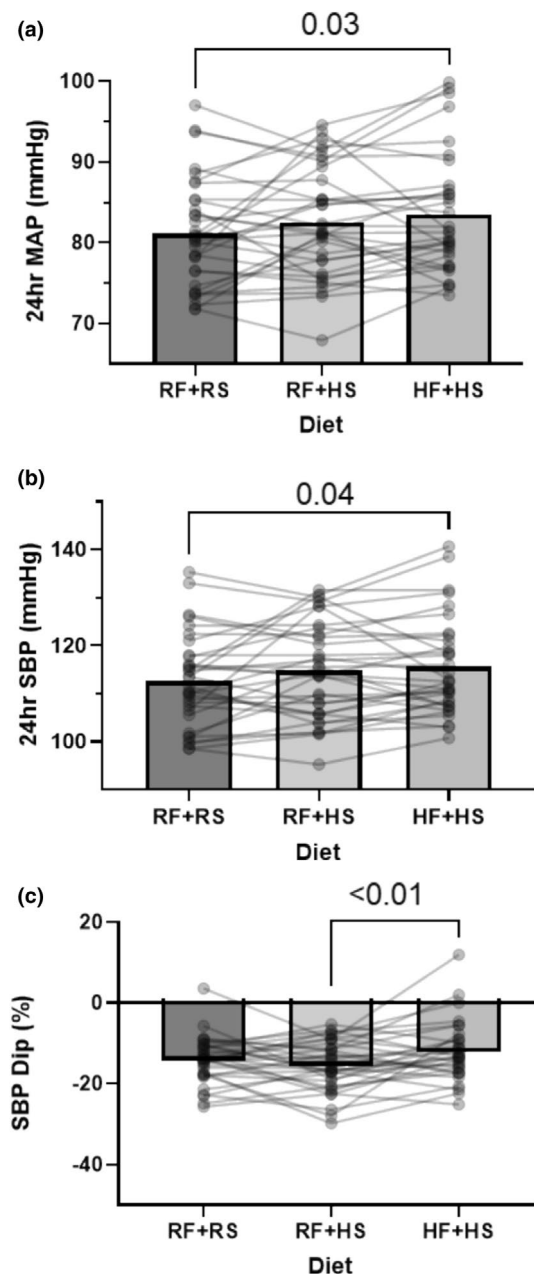 (a)
0.03
100
90
80
70
24hr MAP (mmHg)
RF+RS RF+HS HF+HS
Diet
(b)
0.04
140
120
100
24hr SBP (mmHg)
RF+RS RF+HS HF+HS
Diet
(c)
<0.01
20
0
-20
-40
SBP Dip (%)
RF+RS RF+HS HF+HS
Diet